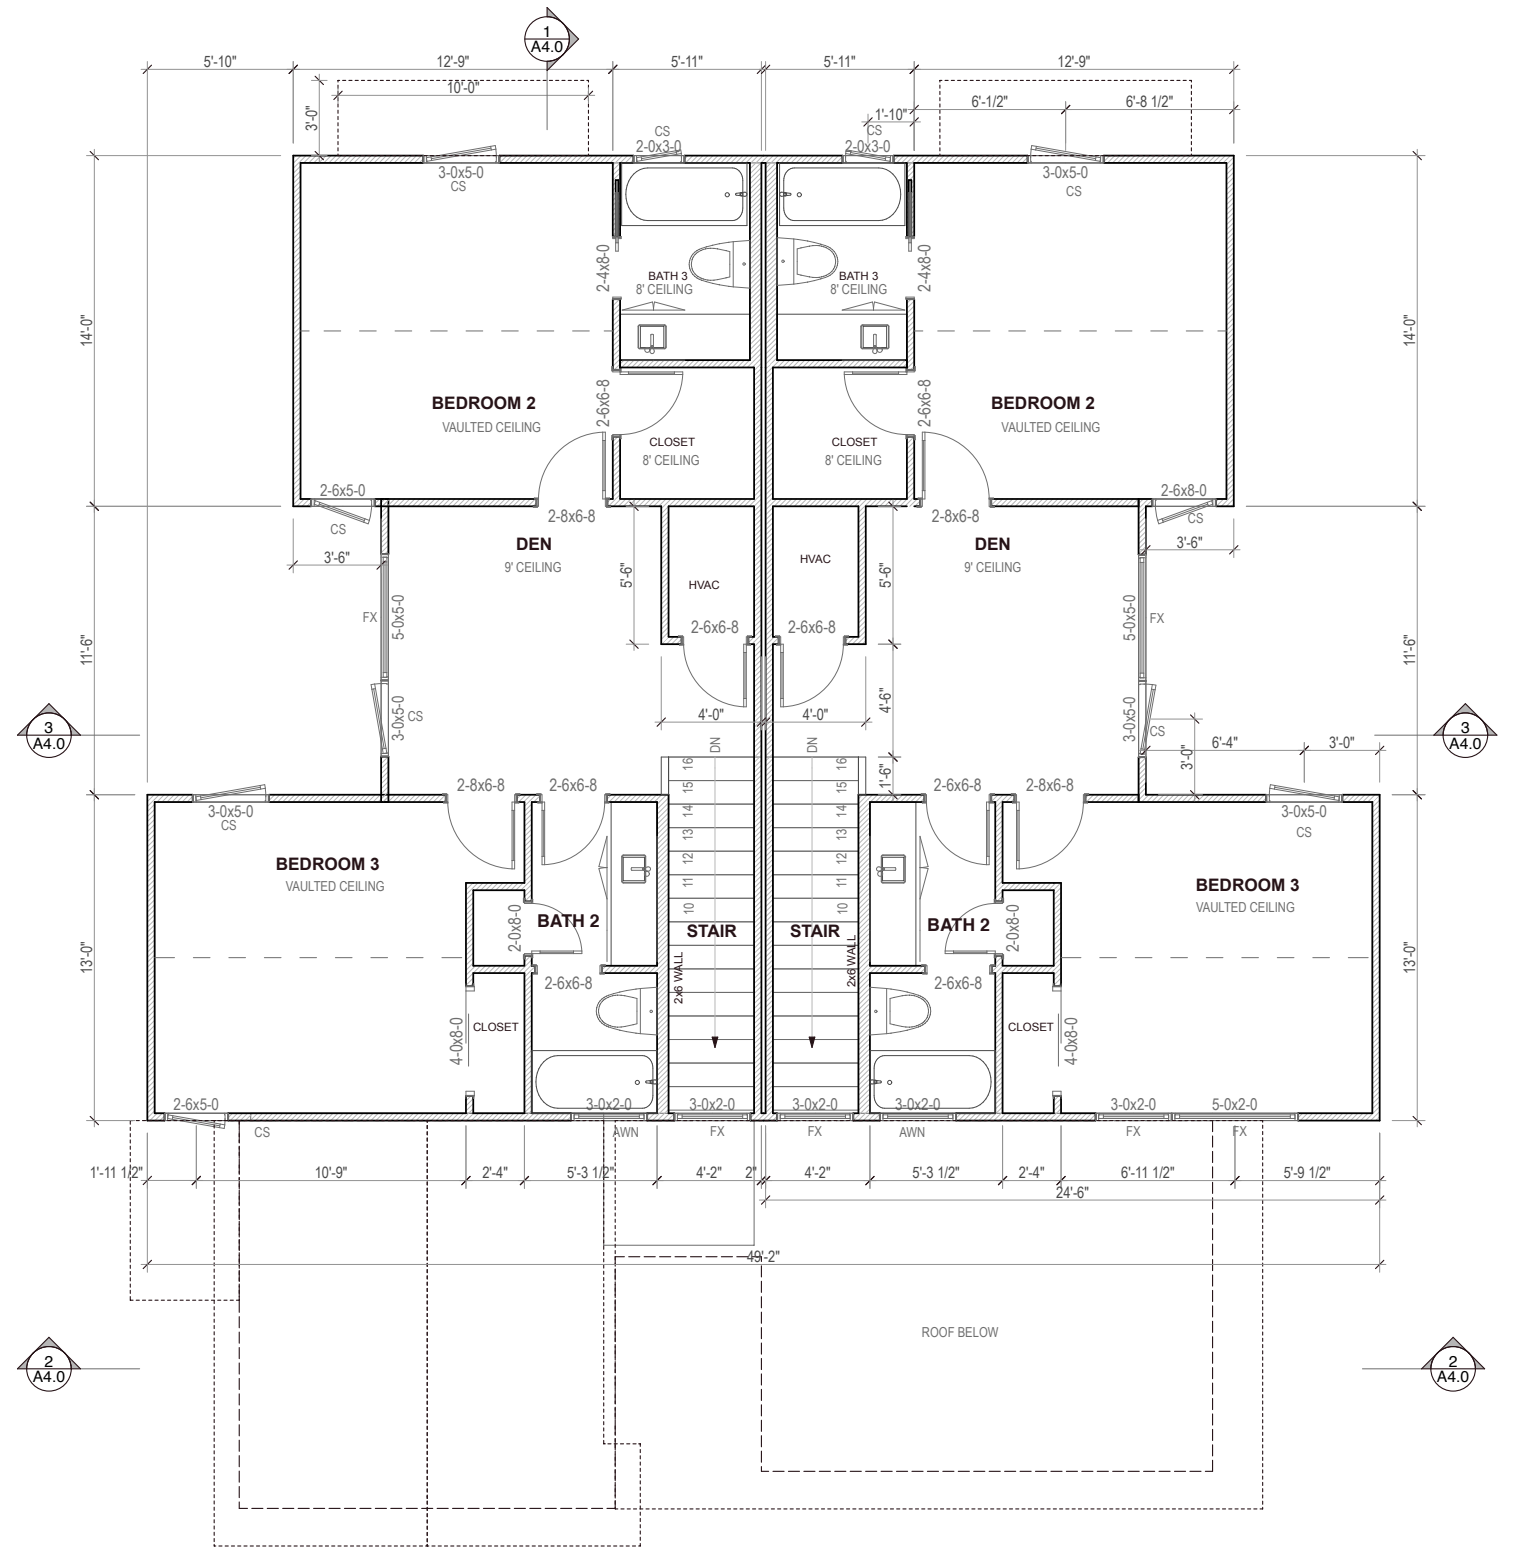 1
A4.0
5'-10"
12'-9"
5'-11"
5'-11"
12'-9"
10'-0"
3'-0"
6'-1/2"
6'-8 1/2"
1'-10"
CS
2-0x3-0
CS
2-0x3-0
3-0x5-0
CS
3-0x5-0
CS
2-4x8-0
BATH 3
8' CEILING
BATH 3
8' CEILING
2-4x8-0
14'-0"
14'-0"
BEDROOM 2
VAULTED CEILING
2-6x6-8
CLOSET
8' CEILING
CLOSET
8' CEILING
2-6x6-8
BEDROOM 2
VAULTED CEILING
2-6x5-0
CS
2-8x6-8
2-8x6-8
2-6x8-0
CS
3'-6"
DEN
9' CEILING
5'-6"
HVAC
HVAC
5'-6"
DEN
9' CEILING
3'-6"
FX
5-0x5-0
2-6x6-8
2-6x6-8
5-0x5-0
FX
11'-6"
11'-6"
3
A4.0
3-0x5-0
CS
4'-0"
4'-0"
4'-6"
3-0x5-0
CS
3'-0"
6'-4"
3'-0"
3
A4.0
DN
DN
1'-6"
3-0x5-0
CS
2-8x6-8
2-6x6-8
16
15
14
13
12
11
10
16
15
14
13
12
11
10
2-6x6-8
2-8x6-8
3-0x5-0
CS
BEDROOM 3
VAULTED CEILING
BEDROOM 3
VAULTED CEILING
2-0x8-0
BATH 2
STAIR
STAIR
BATH 2
2-0x8-0
13'-0"
13'-0"
2x6 WALL
2x6 WALL
2-6x6-8
2-6x6-8
4-0x8-0
CLOSET
CLOSET
4-0x8-0
2-6x5-0
CS
3-0x2-0
AWN
3-0x2-0
FX
3-0x2-0
FX
3-0x2-0
AWN
3-0x2-0
FX
5-0x2-0
FX
1'-11 1/2"
10'-9"
2'-4"
5'-3 1/2"
4'-2"
2"
4'-2"
5'-3 1/2"
2'-4"
6'-11 1/2"
5'-9 1/2"
24'-6"
49'-2"
ROOF BELOW
2
A4.0
2
A4.0